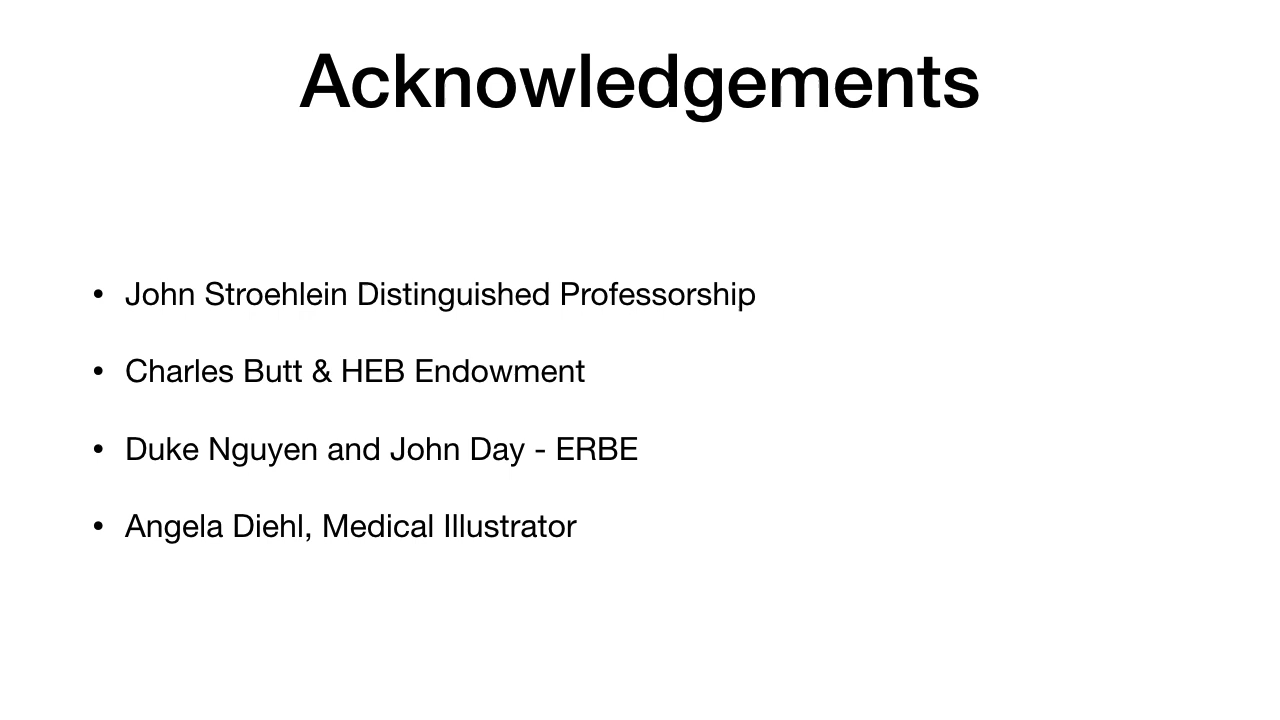 Acknowledgements
• John Stroehlein Distinguished Professorship
• Charles Butt & HEB Endowment
• Duke Nguyen and John Day - ERBE
• Angela Diehl, Medical Illustrator